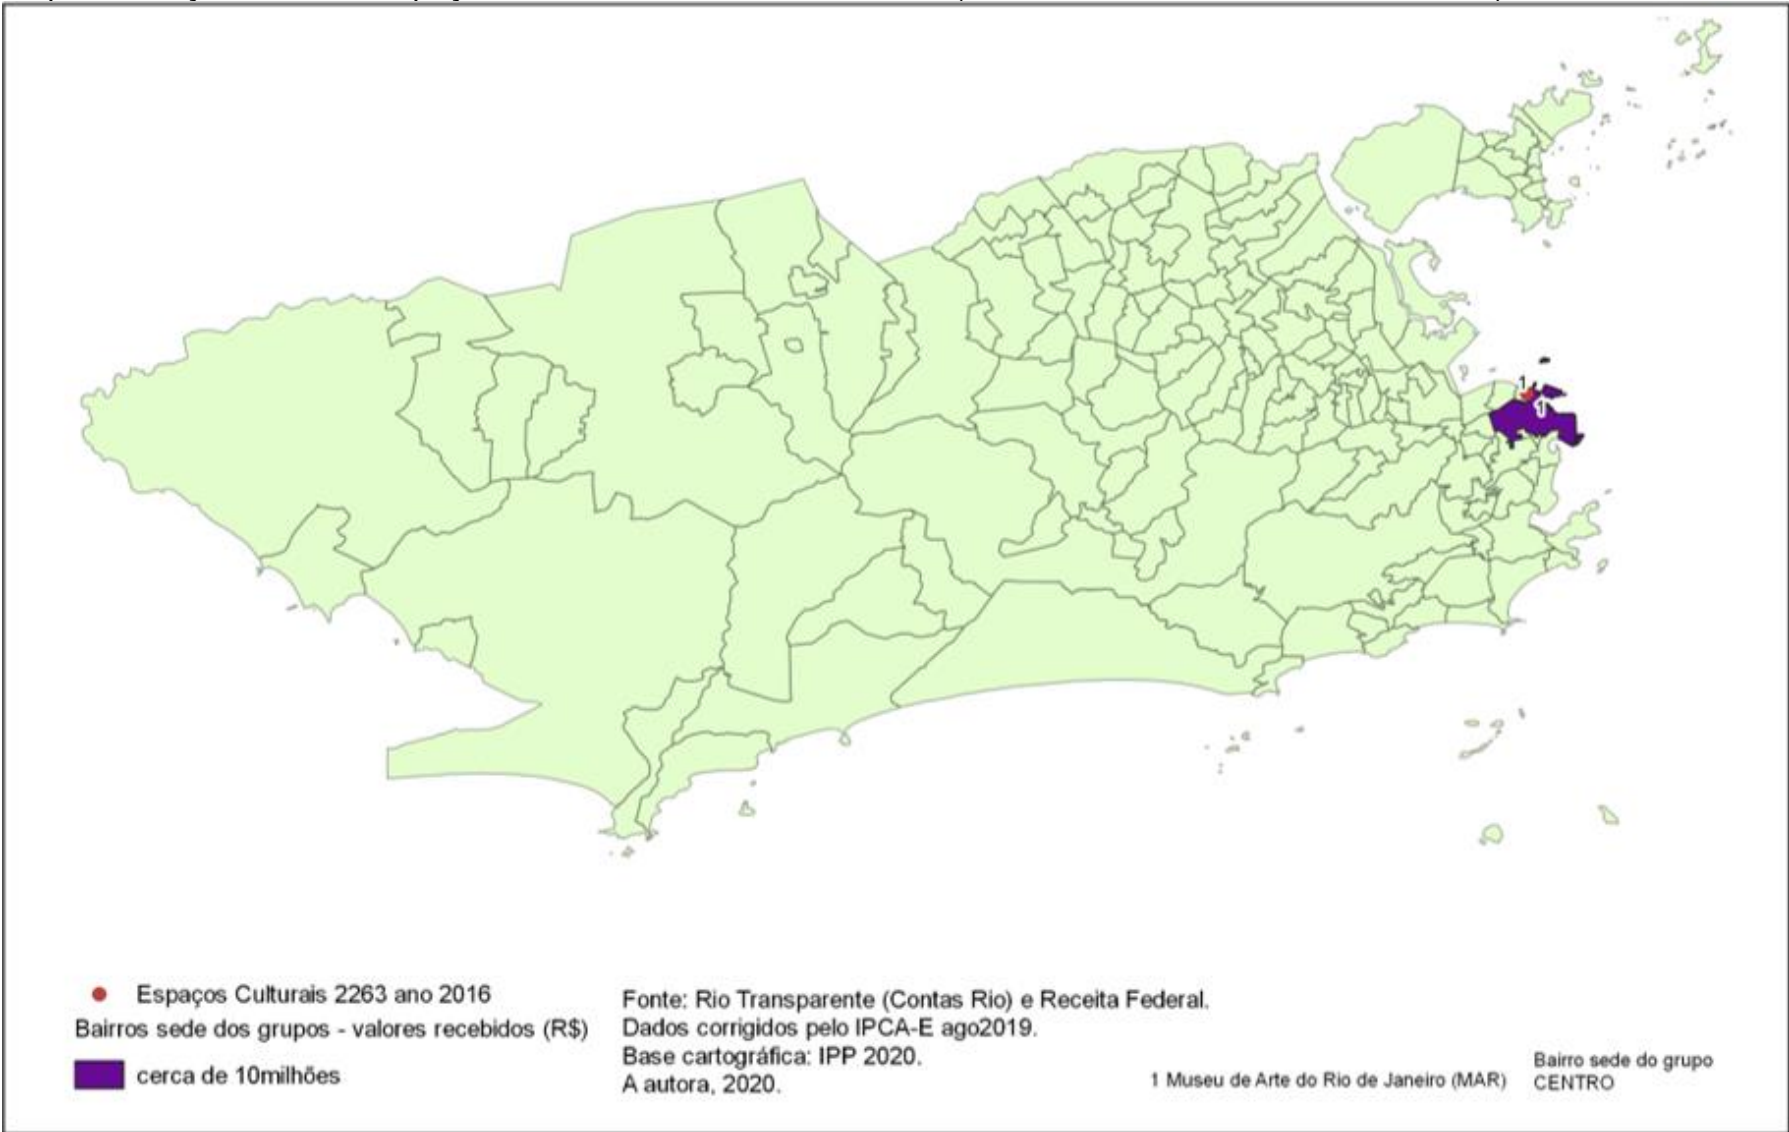 1
1
Espaços Culturais 2263 ano 2016
Bairros sede dos grupos - valores recebidos (R$)
cerca de 10milhões
Fonte: Rio Transparente (Contas Rio) e Receita Federal.
Dados corrigidos pelo IPCA-E ago2019.
Base cartográfica: IPP 2020.
A autora, 2020.
1 Museu de Arte do Rio de Janeiro (MAR)
Bairro sede do grupo
CENTRO